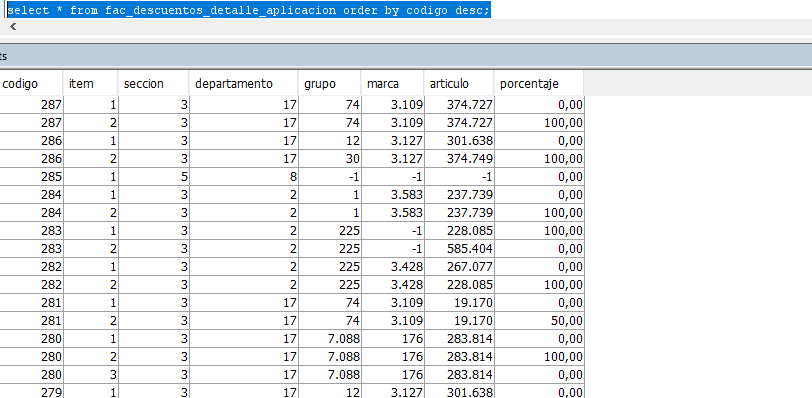 select * from fac_descuentos_detalle_aplicacion order by codigo desc;
ts
codigo item seccion departamento grupo marca articulo porcentaje
287 1 3 17 74 3.109 374.727 0,00
287 2 3 17 74 3.109 374.727 100,00
286 1 3 17 12 3.127 301.638 0,00
286 2 3 17 30 3.127 374.749 100,00
285 1 5 8 -1 -1 -1 0,00
284 1 3 2 1 3.583 237.739 0,00
284 2 3 2 1 3.583 237.739 100,00
283 1 3 2 225 -1 228.085 100,00
283 2 3 2 225 -1 585.404 0,00
282 1 3 2 225 3.428 267.077 0,00
282 2 3 2 225 3.428 228.085 100,00
281 1 3 17 74 3.109 19.170 0,00
281 2 3 17 74 3.109 19.170 50,00
280 1 3 17 7.088 176 283.814 0,00
280 2 3 17 7.088 176 283.814 100,00
280 3 3 17 7.088 176 283.814 0,00
279 1 3 17 12 3.127 301.638 0,00